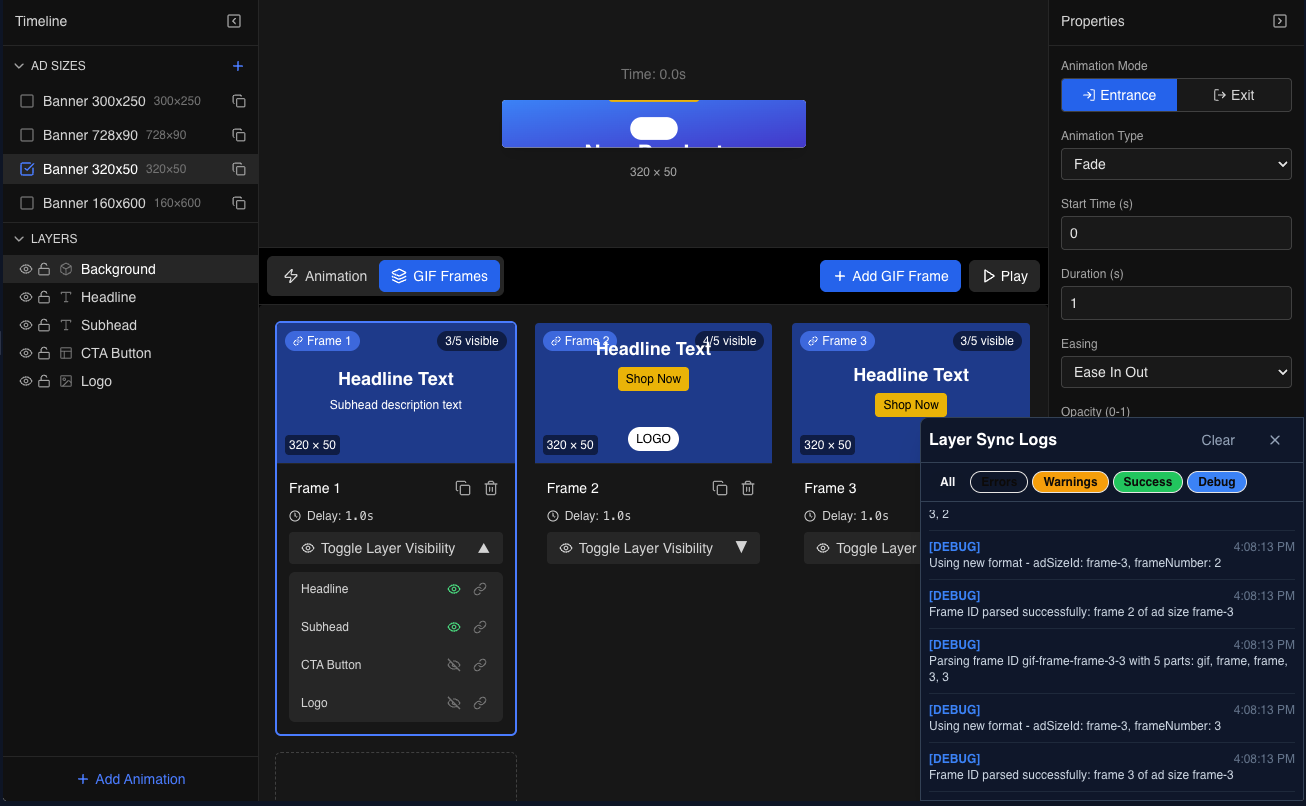 Timeline
AD SIZES
Banner 300x250 300×250
Banner 728x90 728×90
Banner 320x50 320×50
Banner 160x600 160×600
LAYERS
Background
Headline
Subhead
CTA Button
Logo
+ Add Animation
Time: 0.0s
320 × 50
Animation
GIF Frames
+ Add GIF Frame
Play
Frame 1
3/5 visible
Headline Text
Subhead description text
320 × 50
Frame 1
Delay: 1.0s
Toggle Layer Visibility
Headline
Subhead
CTA Button
Logo
Frame 2
4/5 visible
Headline Text
Shop Now
LOGO
320 × 50
Frame 2
Delay: 1.0s
Toggle Layer Visibility
Frame 3
3/5 visible
Headline Text
Shop Now
320 × 50
Frame 3
Delay: 1.0s
Toggle Layer
Properties
Animation Mode
Entrance
Exit
Animation Type
Fade
Start Time (s)
0
Duration (s)
1
Easing
Ease In Out
Opacity (0-1)
Layer Sync Logs
Clear
All
Errors
Warnings
Success
Debug
3, 2
[DEBUG] 4:08:13 PM
Using new format - adSizeId: frame-3, frameNumber: 2
[DEBUG] 4:08:13 PM
Frame ID parsed successfully: frame 2 of ad size frame-3
[DEBUG] 4:08:13 PM
Parsing frame ID gif-frame-frame-3-3 with 5 parts: gif, frame, frame,
3, 3
[DEBUG] 4:08:13 PM
Using new format - adSizeId: frame-3, frameNumber: 3
[DEBUG] 4:08:13 PM
Frame ID parsed successfully: frame 3 of ad size frame-3